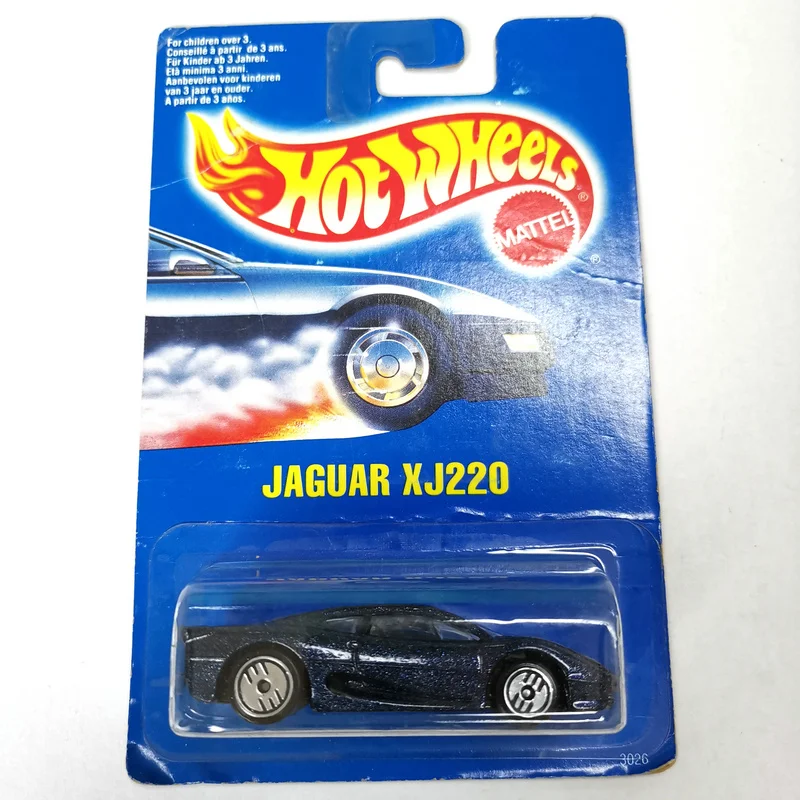 For children over 3.
Conseillé à partir de 3 ans.
Für Kinder ab 3 Jahren.
Età minima 3 anni.
Aanbevolen voor kinderen
van 3 jaar en ouder.
A partir de 3 años.
HOT WHEELS ®
MATTEL
®
JAGUAR XJ220
3026